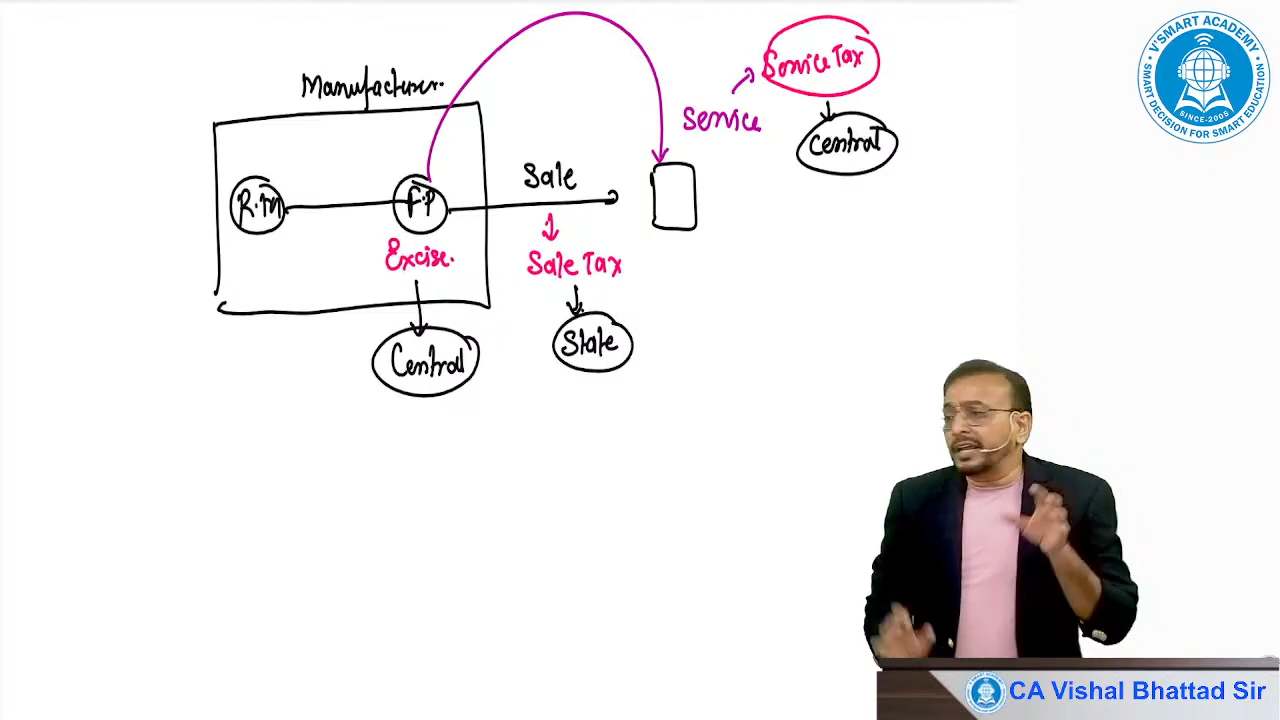 Manufacturer.
R.M
F.P
Excise.
Central
Sale
Sale Tax
State
Service
Service Tax
Central
V'SMART ACADEMY
SMART DECISION FOR SMART EDUCATION
SINCE-2005
CA Vishal Bhattad Sir